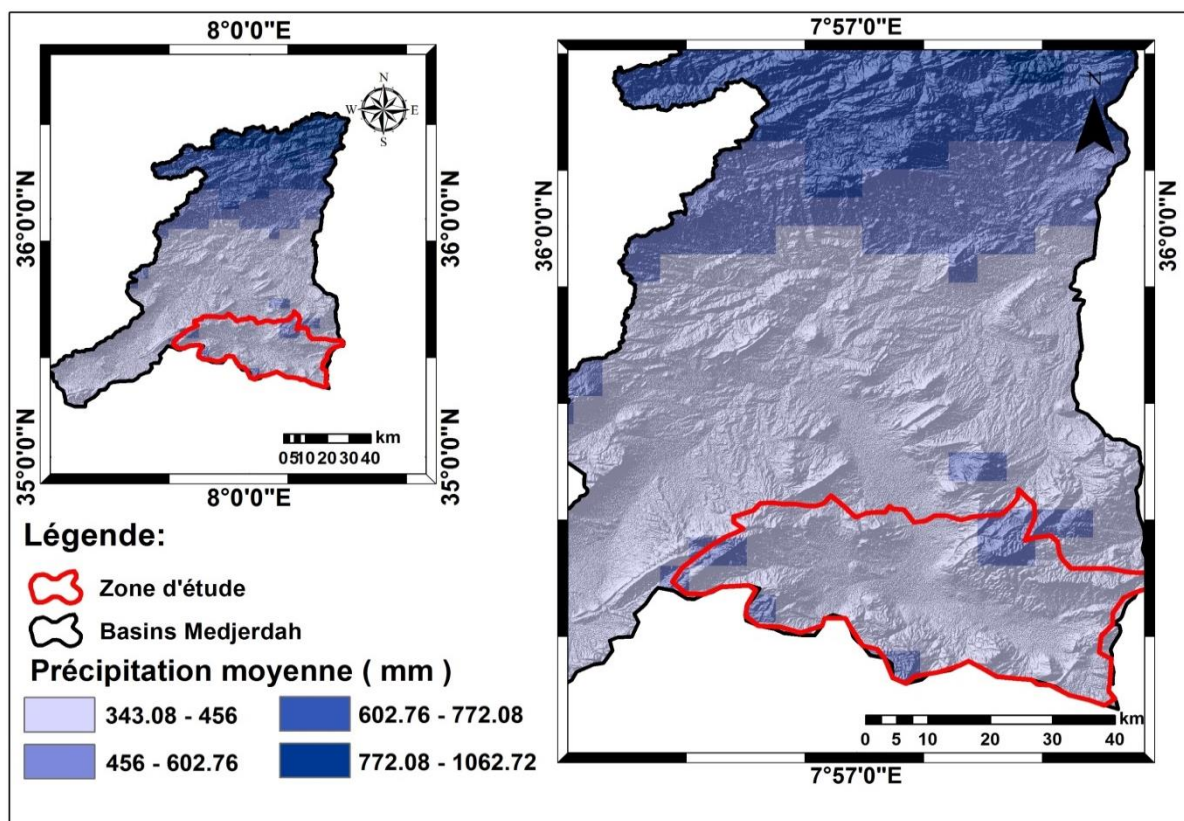 8°0'0"E
7°57'0"E
N
W E
S
N
36°0'0"N
36°0'0"N
36°0'0"N
36°0'0"N
35°0'0"N
35°0'0"N
km
0 5 10 20 30 40
8°0'0"E
Légende:
Zone d'étude
Basins Medjerdah
Précipitation moyenne ( mm )
343.08 - 456
602.76 - 772.08
456 - 602.76
772.08 - 1062.72
km
0 5 10 20 30 40
7°57'0"E